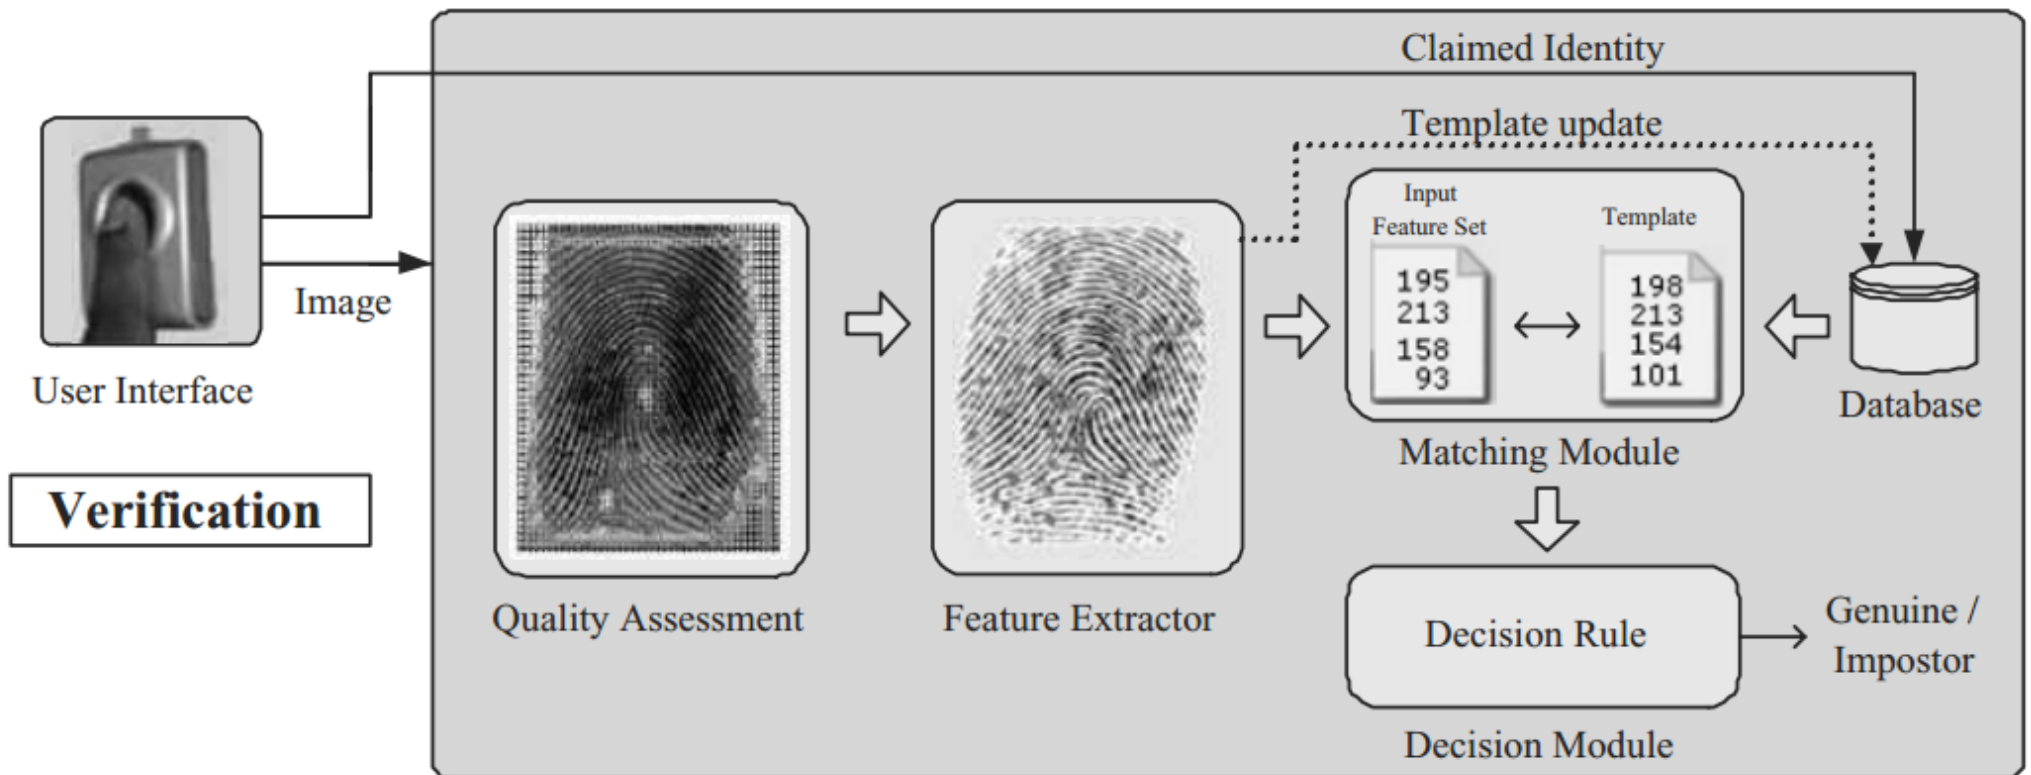 Claimed Identity
Template update
Image
User Interface
Verification
Quality Assessment
Feature Extractor
Input
Feature Set
195
213
158
93
Template
198
213
154
101
Matching Module
Database
Decision Rule
Decision Module
Genuine /
Impostor